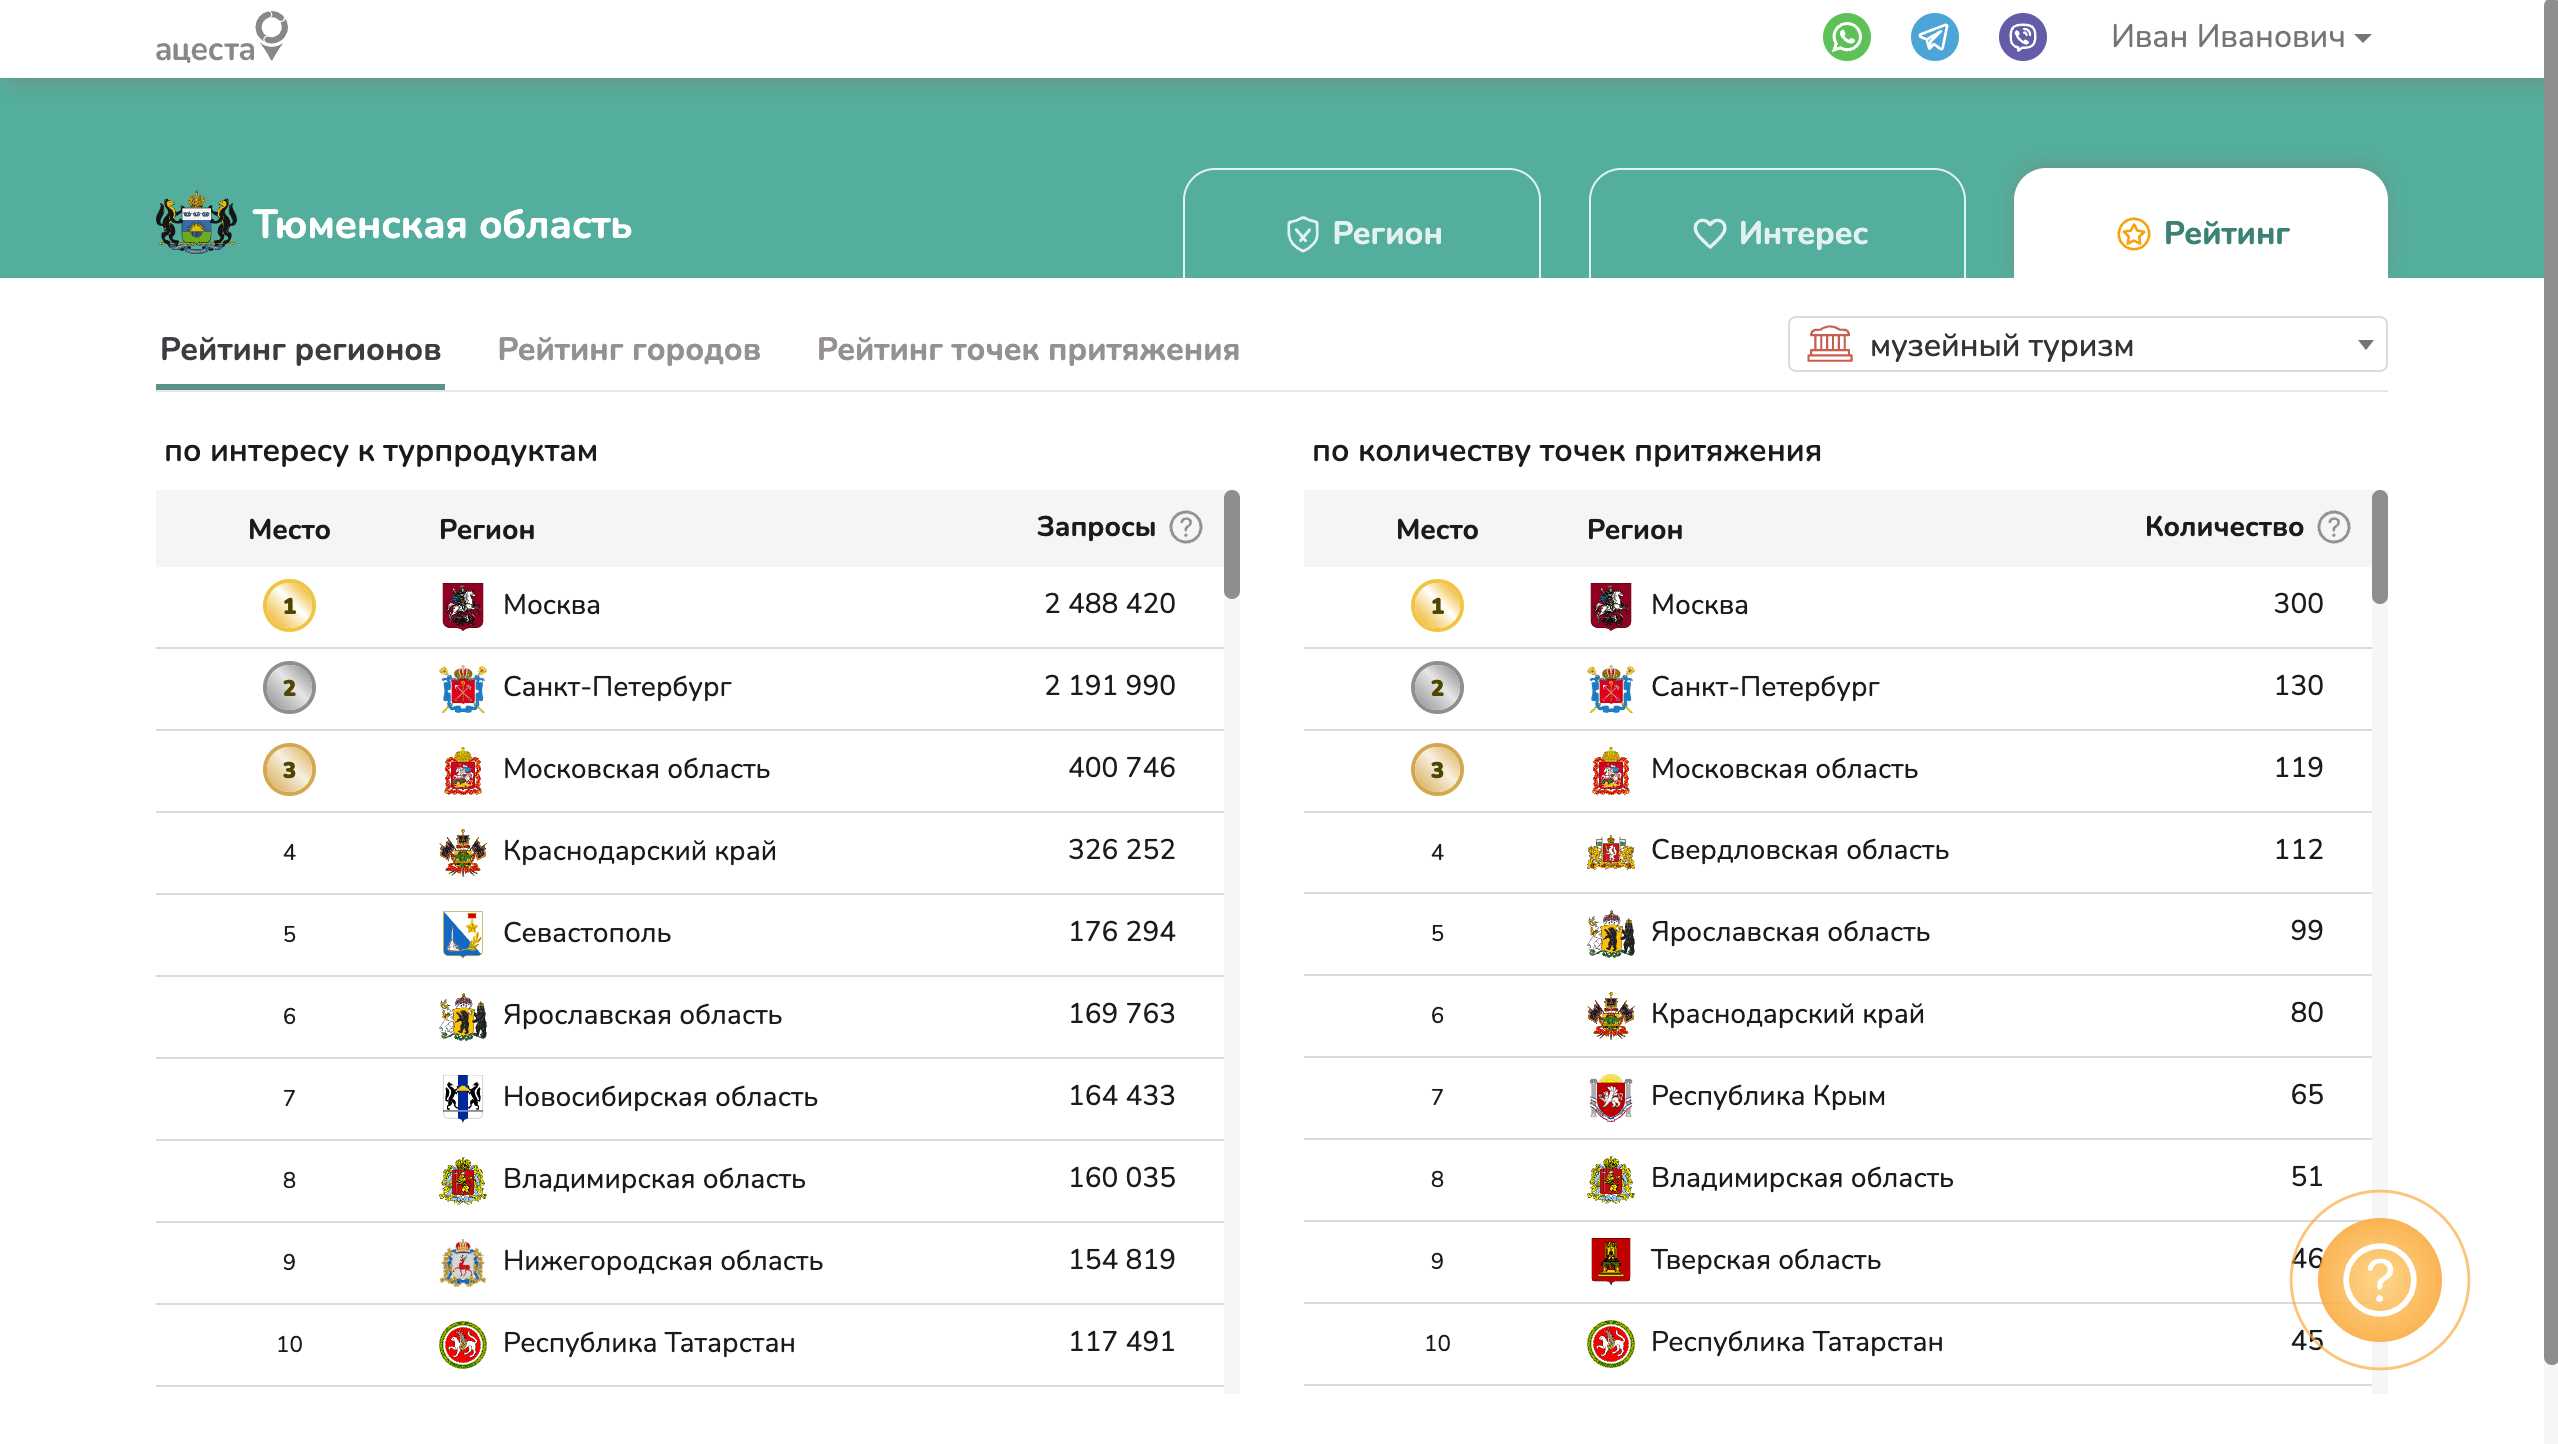 ацеста
Иван Иванович
Тюменская область
Регион
Интерес
Рейтинг
Рейтинг регионов
Рейтинг городов
Рейтинг точек притяжения
музейный туризм
по интересу к турпродуктам
Место Регион Запросы ?
1 Москва 2 488 420
2 Санкт-Петербург 2 191 990
3 Московская область 400 746
4 Краснодарский край 326 252
5 Севастополь 176 294
6 Ярославская область 169 763
7 Новосибирская область 164 433
8 Владимирская область 160 035
9 Нижегородская область 154 819
10 Республика Татарстан 117 491
по количеству точек притяжения
Место Регион Количество ?
1 Москва 300
2 Санкт-Петербург 130
3 Московская область 119
4 Свердловская область 112
5 Ярославская область 99
6 Краснодарский край 80
7 Республика Крым 65
8 Владимирская область 51
9 Тверская область 46
10 Республика Татарстан 45
?